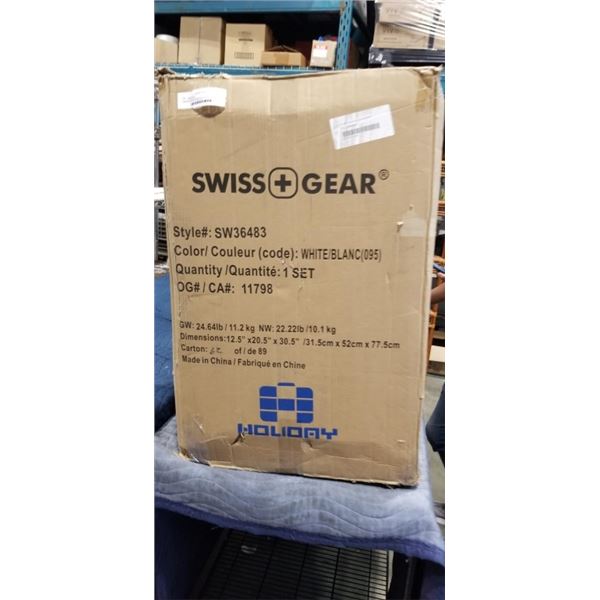 SWISS GEAR®
Style#: SW36483
Color/ Couleur (code): WHITE/BLANC(095)
Quantity /Quantité: 1 SET
OG# / CA#: 11798
GW: 24.64lb / 11.2 kg NW: 22.22lb /10.1 kg
Dimensions: 12.5" x20.5" x 30.5" /31.5cm x 52cm x 77.5cm
Carton: of / de 89
Made in China / Fabriqué en Chine
HOLIDAY